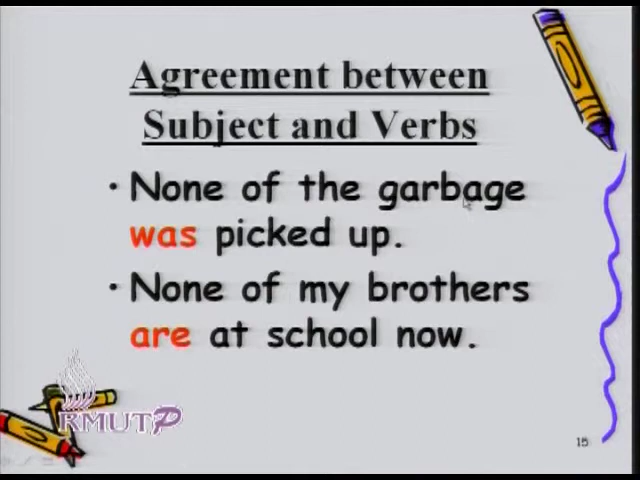 Agreement between
Subject and Verbs
• None of the garbage
was picked up.
• None of my brothers
are at school now.
RMUTP
15